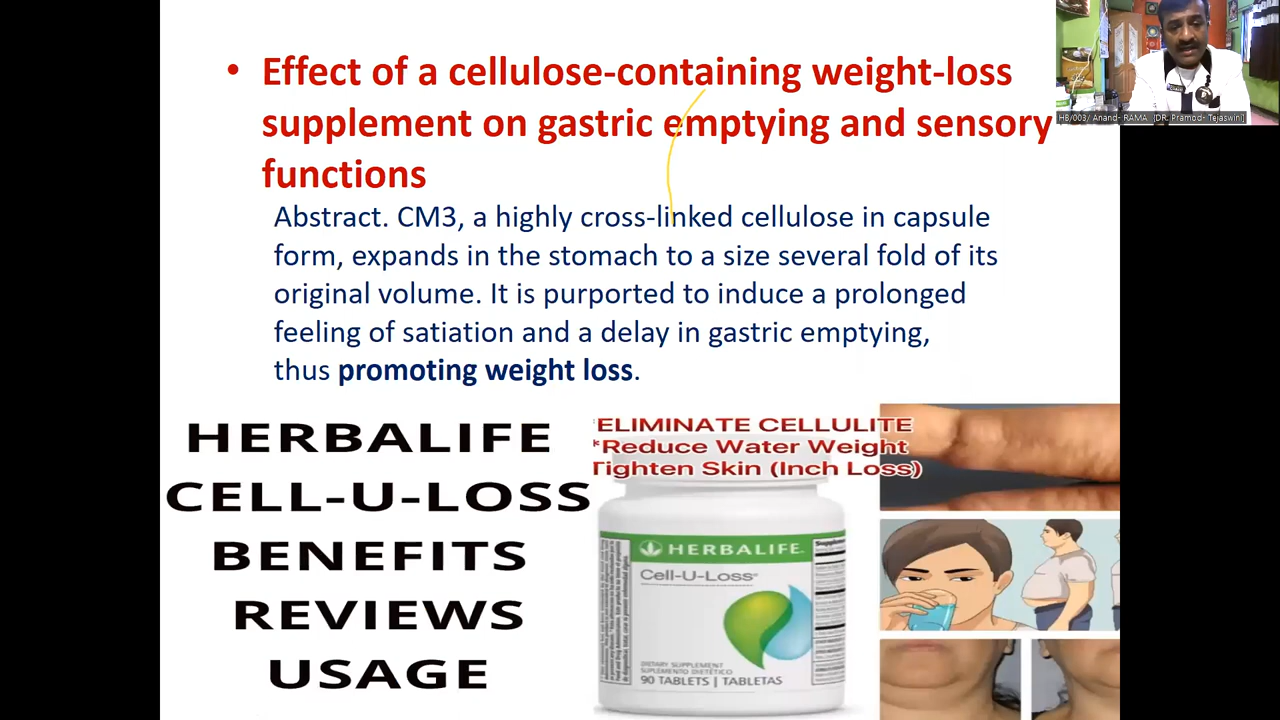 • Effect of a cellulose-containing weight-loss
supplement on gastric emptying and sensory
functions
Abstract. CM3, a highly cross-linked cellulose in capsule
form, expands in the stomach to a size several fold of its
original volume. It is purported to induce a prolonged
feeling of satiation and a delay in gastric emptying,
thus promoting weight loss.
HB/003/ Anand- RAMA [DR. Pramod- Tejaswini]
HERBALIFE
CELL-U-LOSS
BENEFITS
REVIEWS
USAGE
ELIMINATE CELLULITE
*Reduce Water Weight
Tighten Skin (Inch Loss)
HERBALIFE.
Cell-U-Loss®
DIETARY SUPPLEMENT
SUPLEMENTO DIETÉTICO
90 TABLETS | TABLETAS